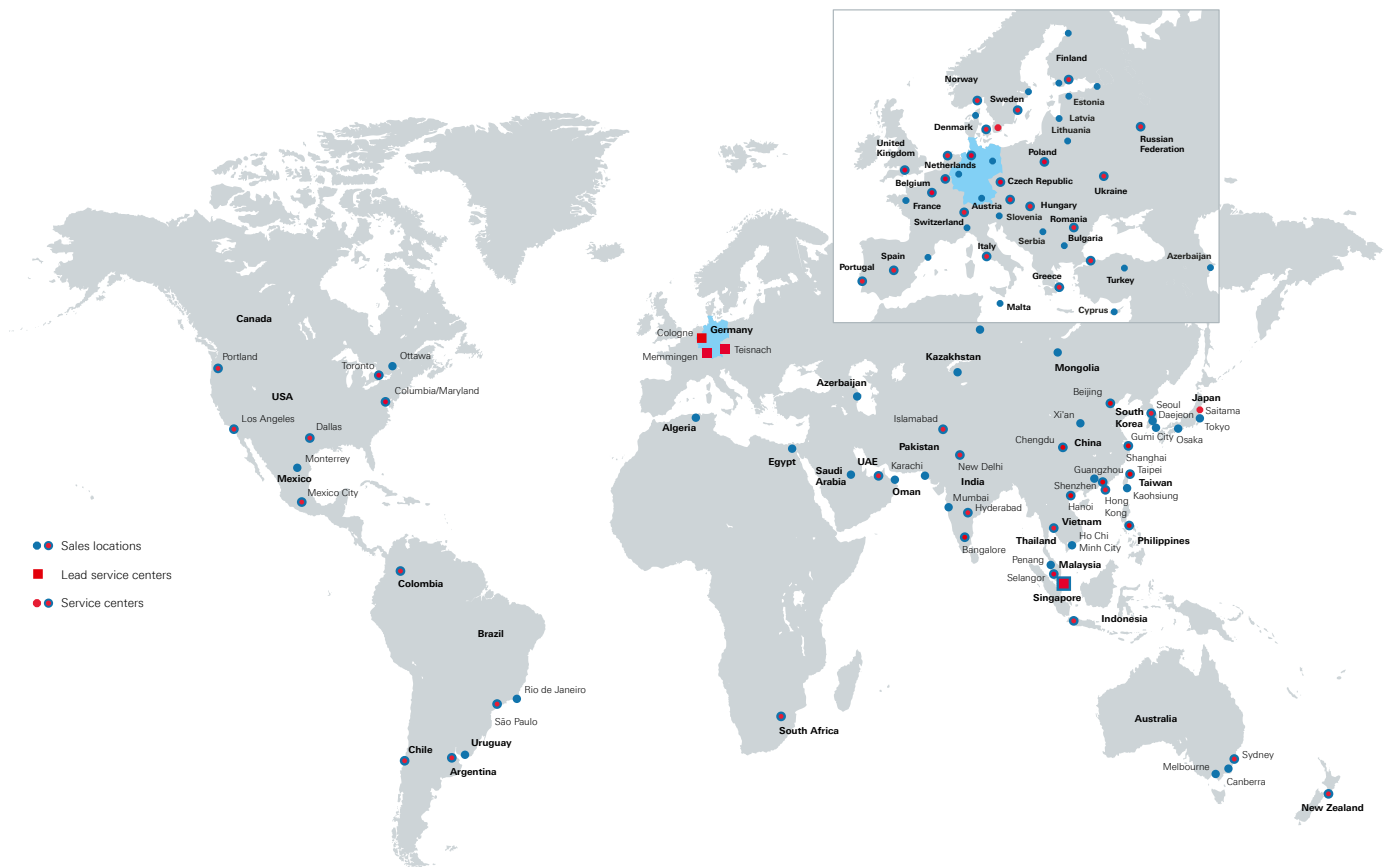 Finland
Norway
Sweden
Estonia
Latvia
Lithuania
Denmark
United
Kingdom
Russian
Federation
Poland
Netherlands
Belgium
Czech Republic
Ukraine
France
Austria
Hungary
Switzerland
Slovenia
Romania
Serbia
Bulgaria
Italy
Spain
Portugal
Azerbaijan
Greece
Turkey
Malta
Cyprus
Canada
Portland
Toronto
Ottawa
USA
Columbia/Maryland
Los Angeles
Dallas
Monterrey
Mexico
Mexico City
Cologne
Germany
Memmingen
Teisnach
Kazakhstan
Mongolia
Azerbaijan
Beijing
Japan
Seoul
Saitama
South
Korea
Daejeon
Tokyo
Algeria
Islamabad
Xi'an
Gumi City
Osaka
Pakistan
Chengdu
China
Shanghai
Egypt
UAE
Karachi
New Delhi
Guangzhou
Taipei
Saudi
Arabia
Oman
India
Shenzhen
Taiwan
Mumbai
Hyderabad
Hanoi
Hong
Kong
Kaohsiung
Vietnam
Bangalore
Thailand
Ho Chi
Minh City
Philippines
Penang
Malaysia
Selangor
Singapore
Indonesia
Sales locations
Lead service centers
Service centers
Colombia
Brazil
Rio de Janeiro
São Paulo
Chile
Uruguay
Argentina
South Africa
Australia
Sydney
Melbourne
Canberra
New Zealand